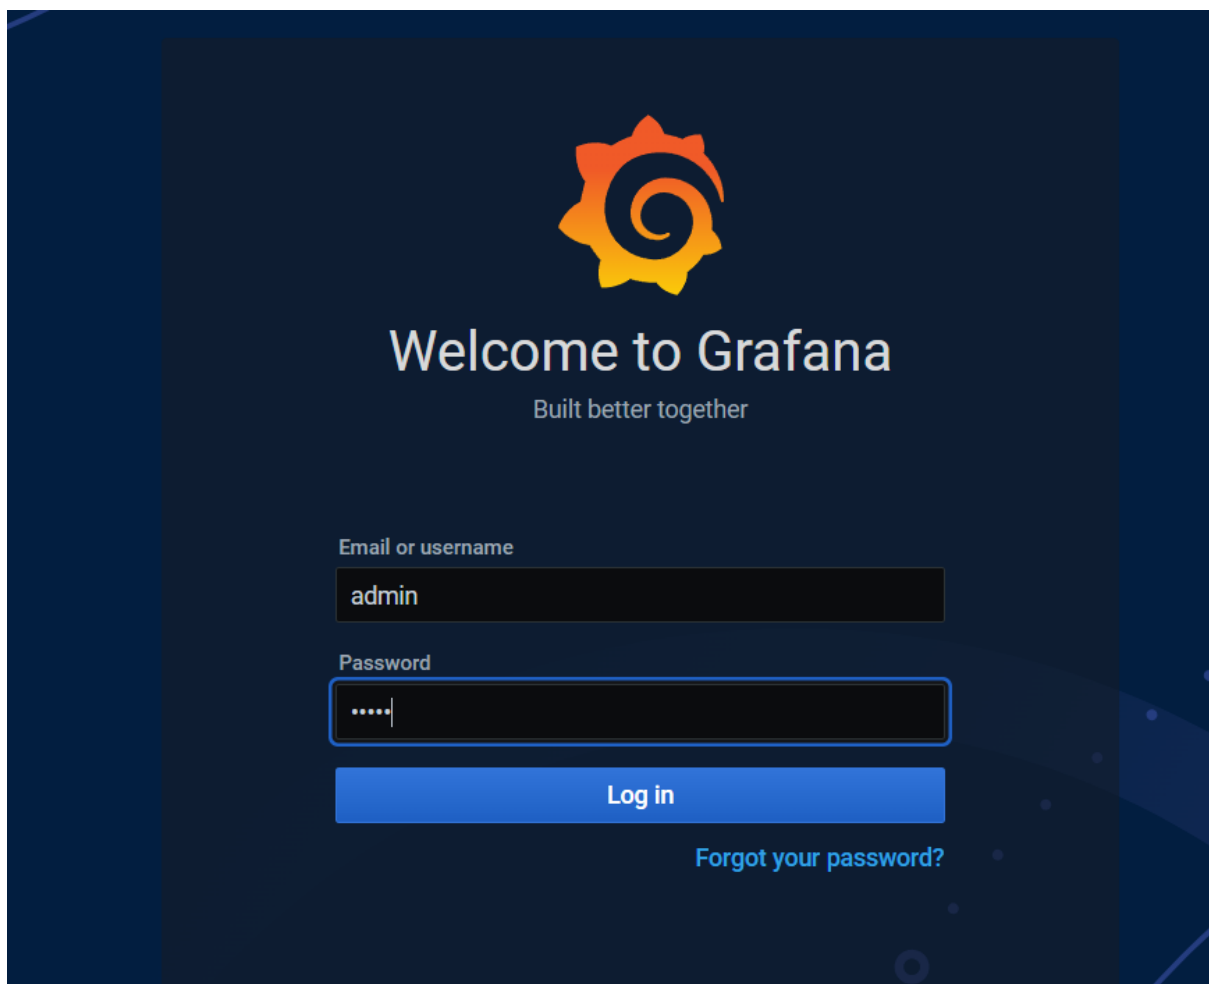 Welcome to Grafana
Built better together
Email or username
admin
Password
•••••
Log in
Forgot your password?